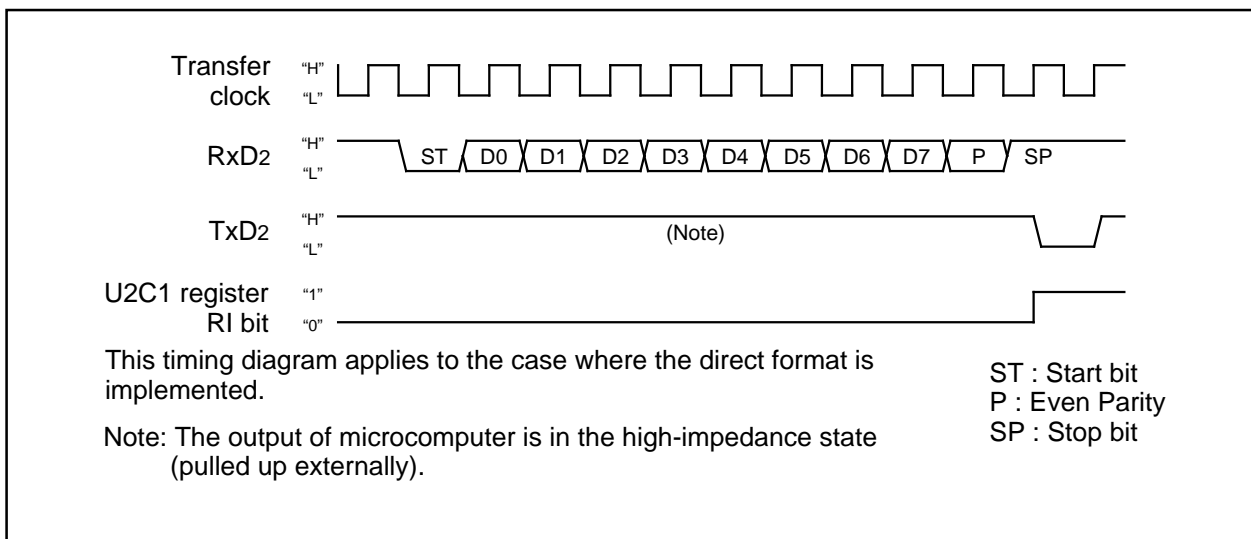 Transfer clock
“H”
“L”
RxD2
“H”
“L”
ST D0 D1 D2 D3 D4 D5 D6 D7 P SP
TxD2
“H”
“L”
(Note)
U2C1 register
RI bit
“1”
“0”
This timing diagram applies to the case where the direct format is
implemented.
Note: The output of microcomputer is in the high-impedance state
(pulled up externally).
ST : Start bit
P : Even Parity
SP : Stop bit